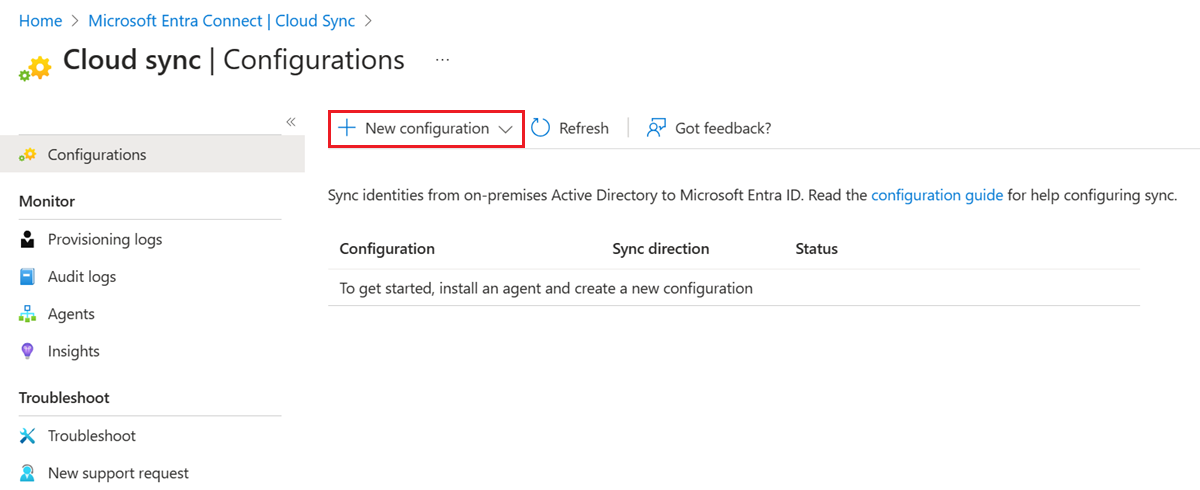 Home > Microsoft Entra Connect | Cloud Sync >
Cloud sync | Configurations ...
«
New configuration
Refresh
Got feedback?
Configurations
Monitor
Provisioning logs
Audit logs
Agents
Insights
Troubleshoot
Troubleshoot
New support request
Sync identities from on-premises Active Directory to Microsoft Entra ID. Read the configuration guide for help configuring sync.
Configuration Sync direction Status
To get started, install an agent and create a new configuration